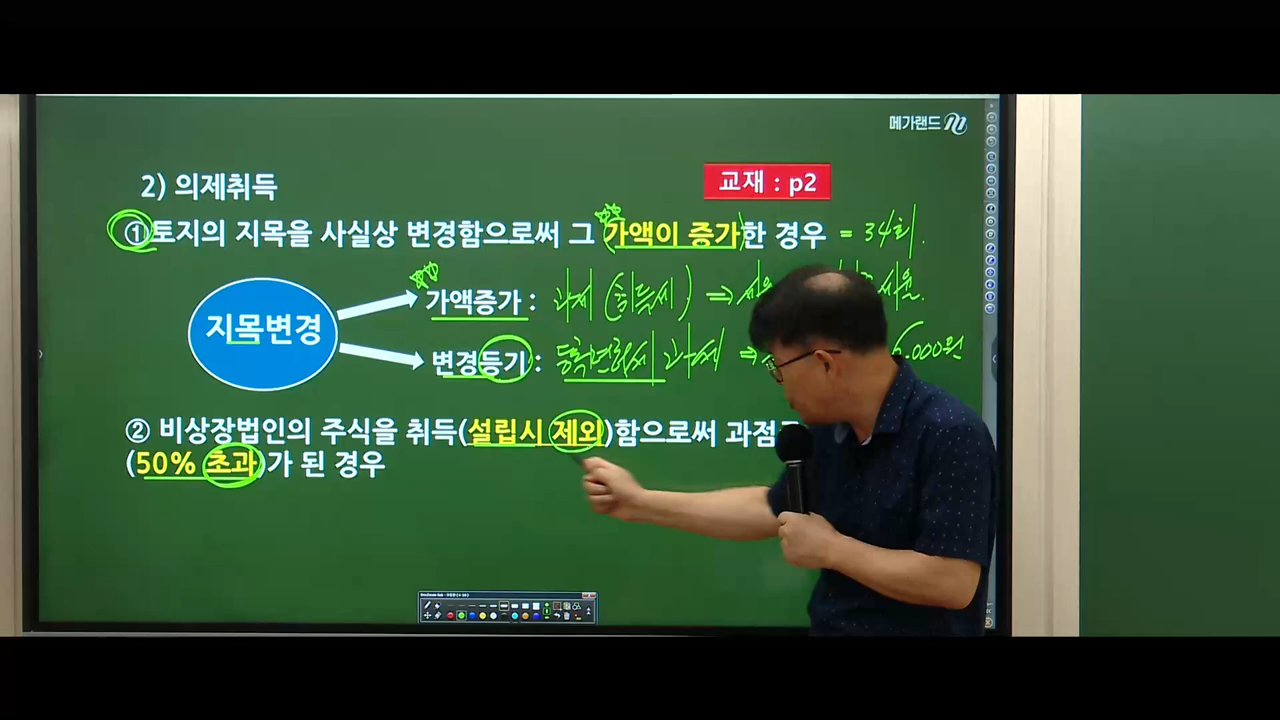 메가랜드
2) 의제취득
교재 : p2
① 토지의 지목을 사실상 변경함으로써 그 (가액이 증가)한 경우 = 34회.
지목변경
가액증가 : 과세 (취득세) ⇒
변경등기 : 등록면허세 과세 ⇒ 6.000원
② 비상장법인의 주식을 취득(설립시 제외)함으로써 과점
(50% 초과)가 된 경우